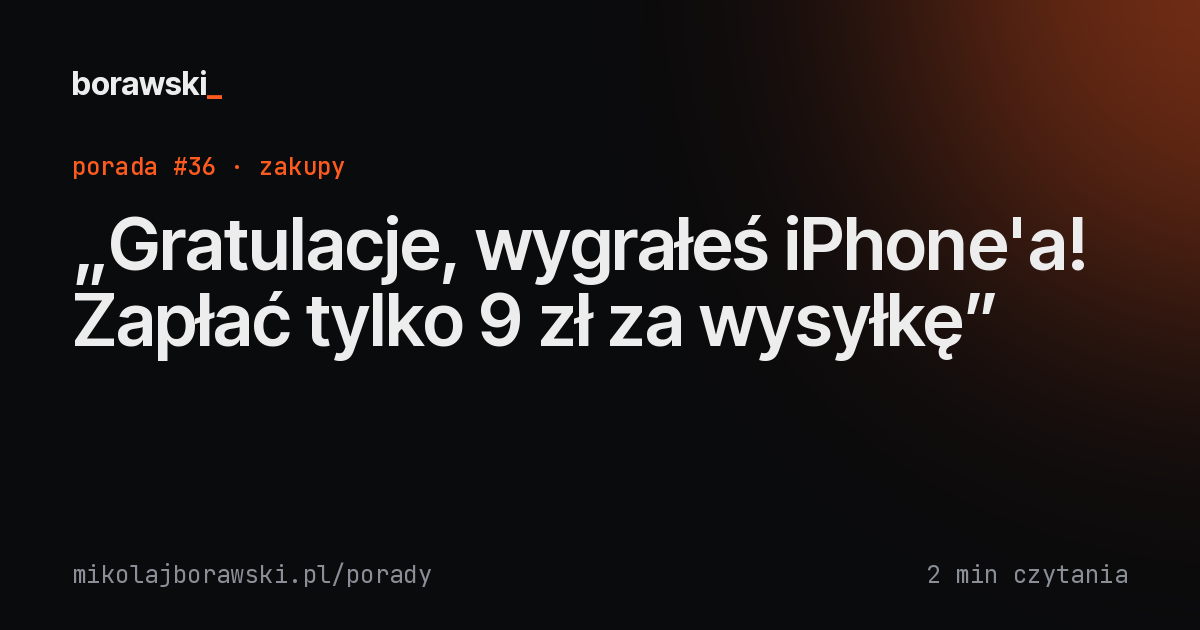 borawski_
porada #36 · zakupy
„Gratulacje, wygrałeś iPhone'a!
Zapłać tylko 9 zł za wysyłkę”
mikolajborawski.pl/porady
2 min czytania